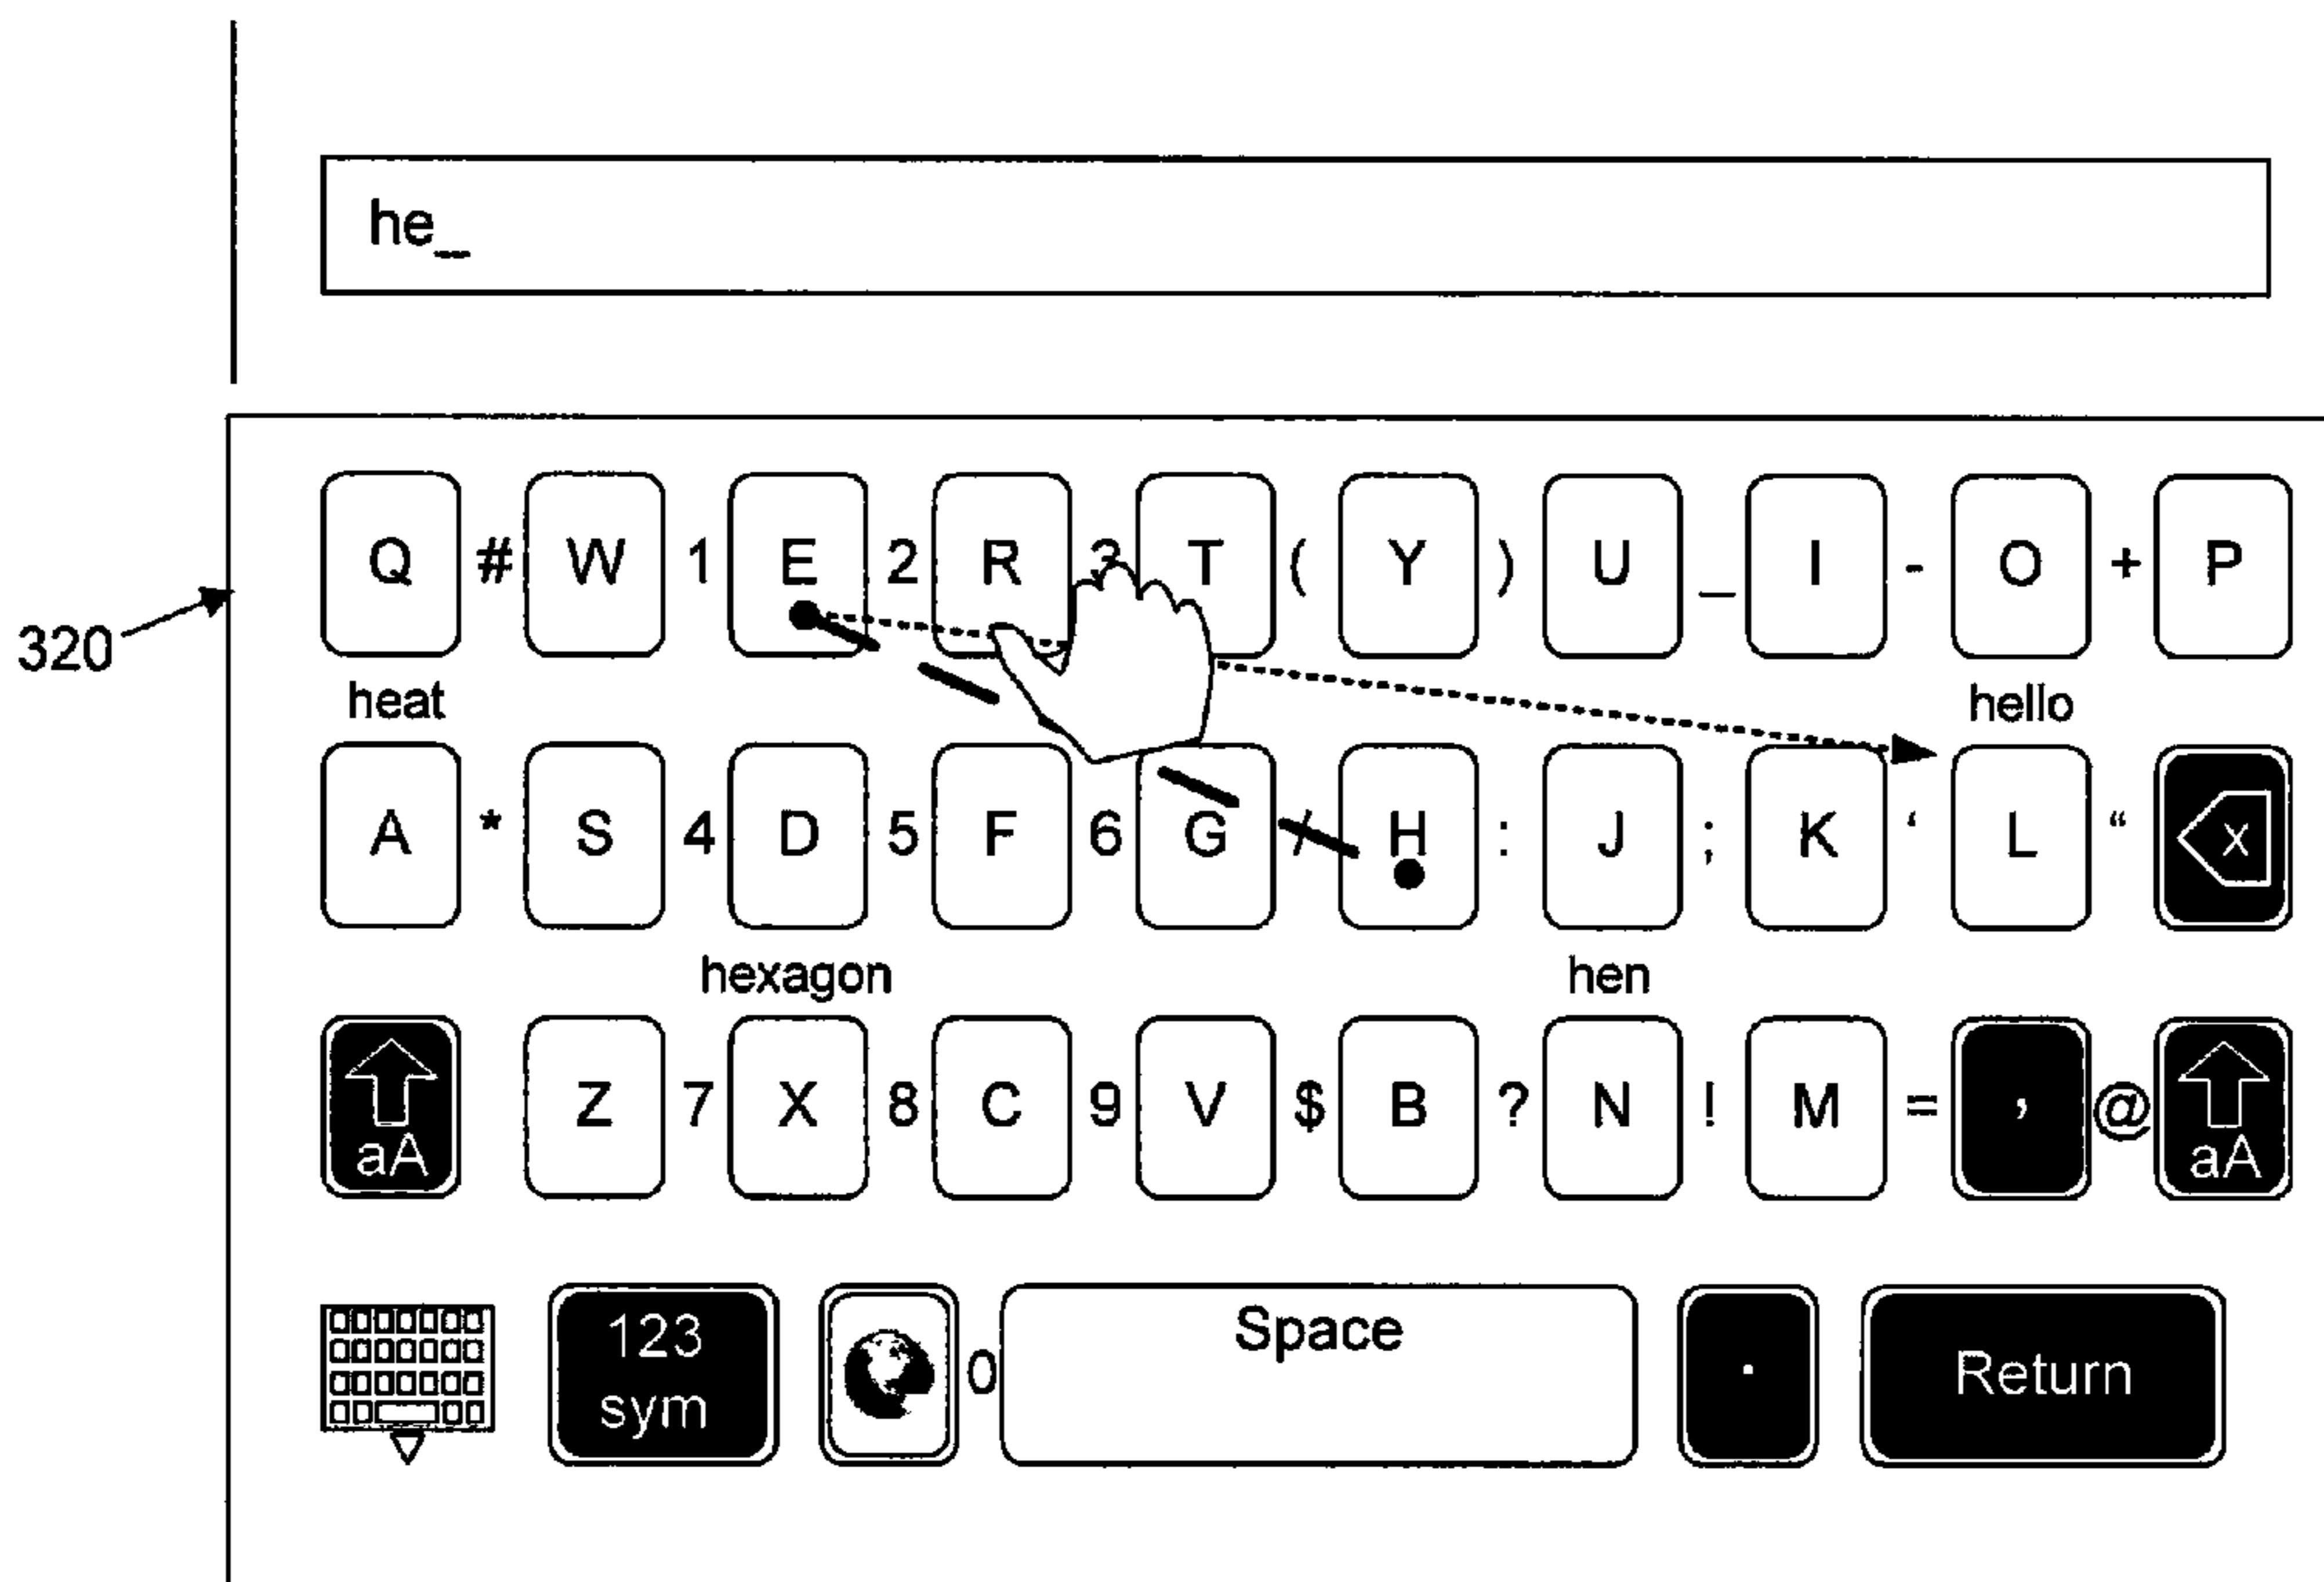 he_
Q # W 1 E 2 R 3 T ( Y ) U _ I - O + P
320
heat hello
A * S 4 D 5 F 6 G / H : J ; K ‘ L “ X
hexagon hen
aA Z 7 X 8 C 9 V $ B ? N ! M = , @ aA
123
sym
0
Space
.
Return